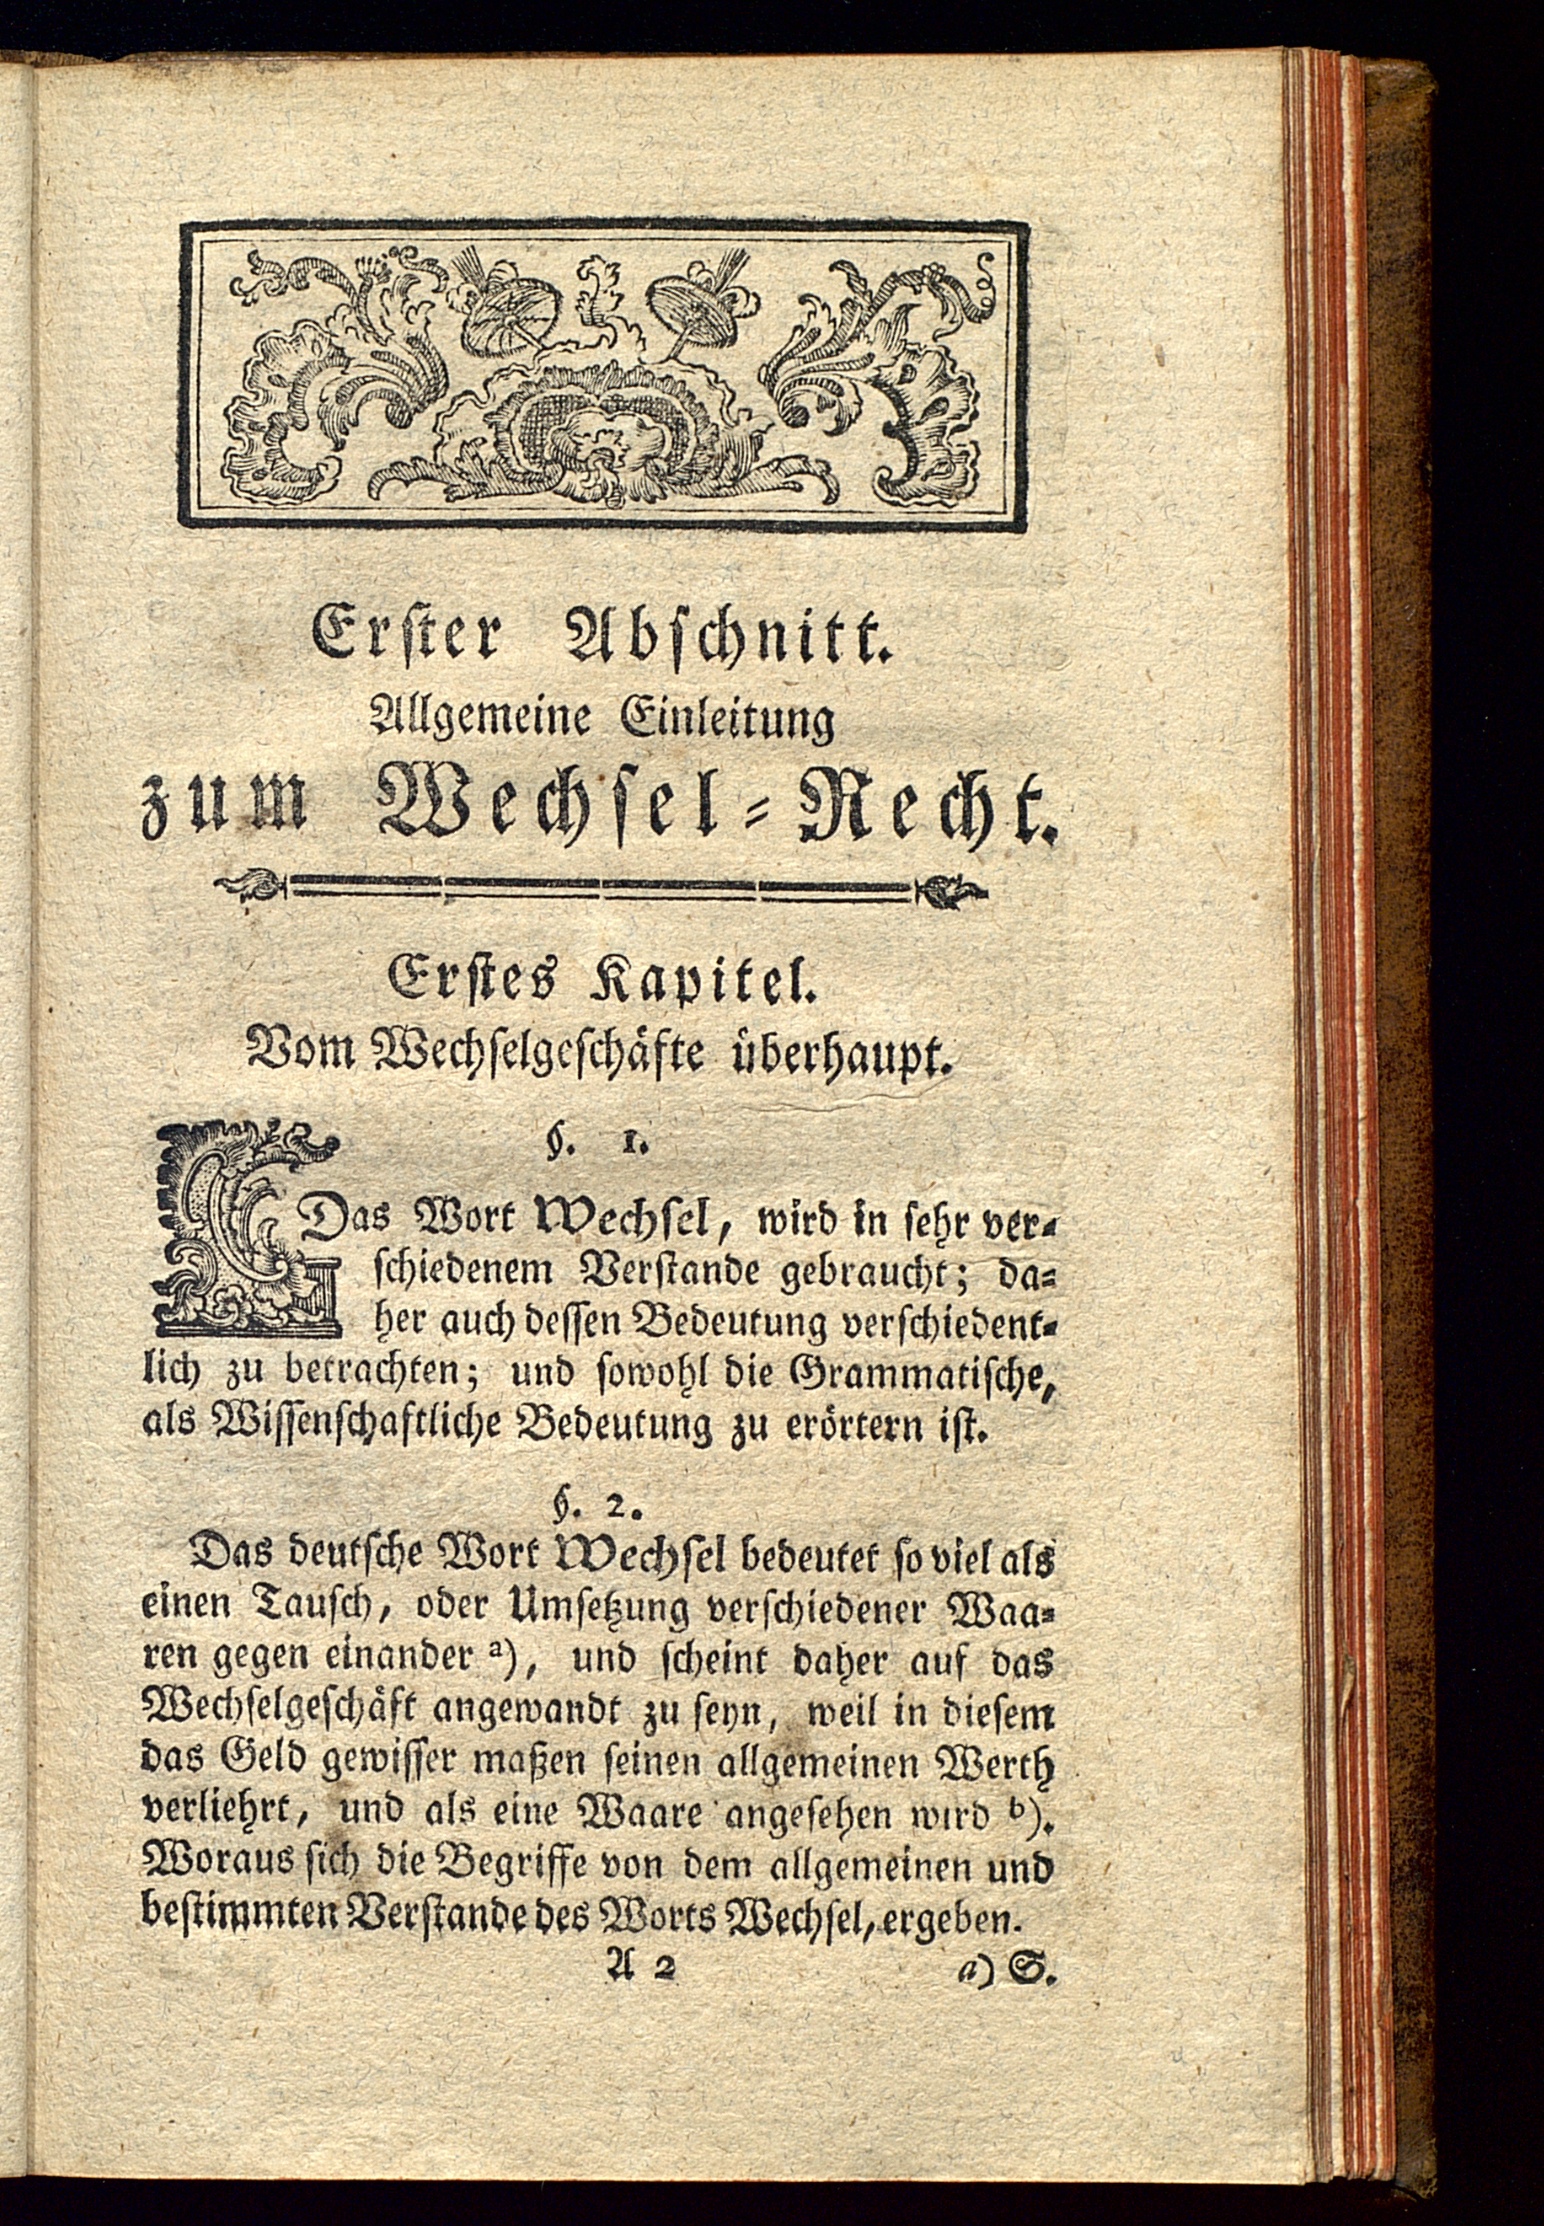 Erſter Abſchnitt.
Allgemeine Einleitung
zum Wechſel⸗Recht.
Erſtes Kapitel.
Vom Wechſelgeſchäfte überhaupt.
§. 1.
Das Wort Wechſel, wird in ſehr ver⸗
ſchiedenem Verſtande gebraucht; da⸗
her auch deſſen Bedeutung verſchiedent⸗
lich zu betrachten; und ſowohl die Grammatiſche,
als Wiſſenſchaftliche Bedeutung zu erörtern iſt.
§. 2.
Das deutſche Wort Wechſel bedeutet ſo viel als
einen Tauſch, oder Umſetzung verſchiedener Waa⸗
ren gegen einander a), und ſcheint daher auf das
Wechſelgeſchäft angewandt zu ſeyn, weil in dieſem
das Geld gewiſſer maßen ſeinen allgemeinen Werth
verliehrt, und als eine Waare angeſehen wird b).
Woraus ſich die Begriffe von dem allgemeinen und
beſtimmten Verſtande des Worts Wechſel, ergeben.
A 2 a) S.